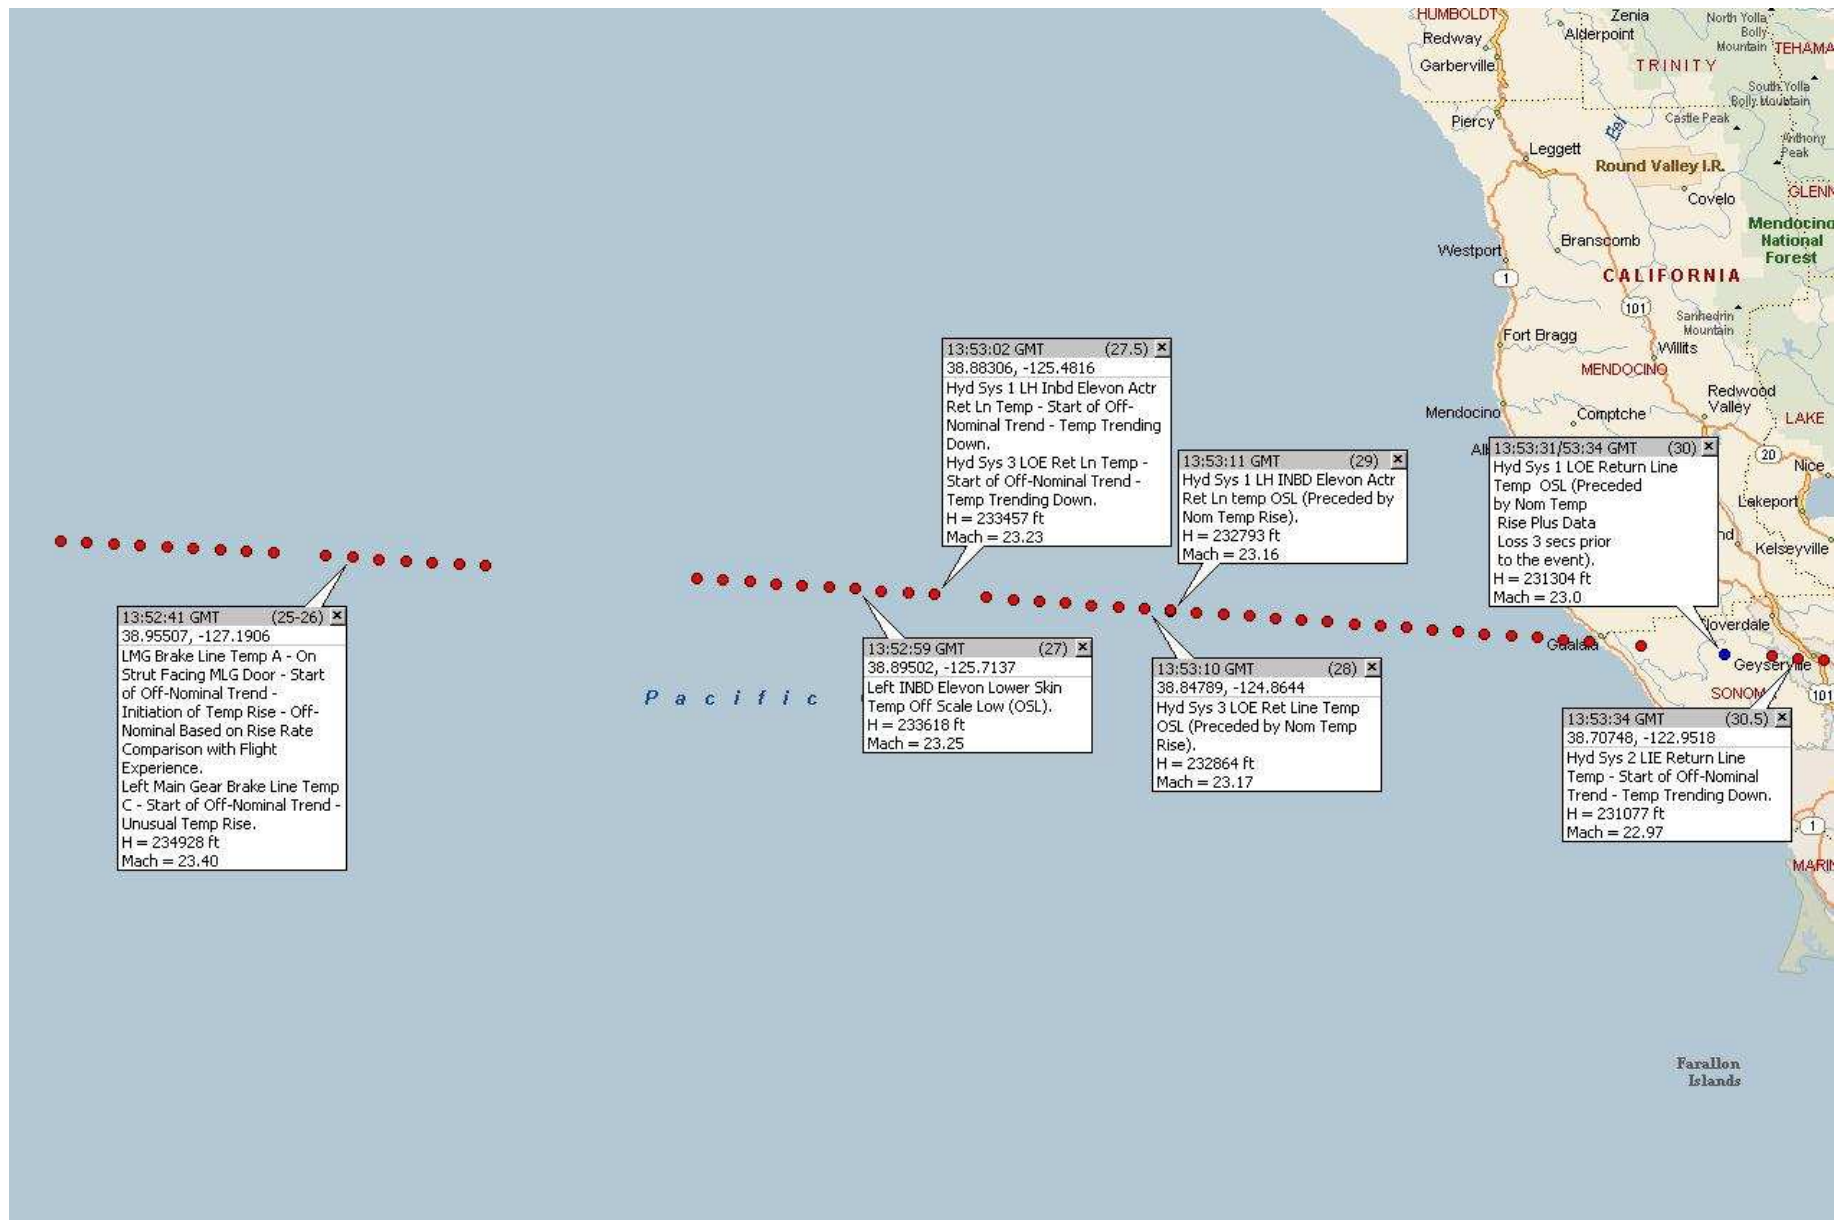 HUMBOLDT
Zenia
North Yolla
Bolly
Mountain
TEHAMA
Redway
Alderpoint
Garberville
TRINITY
South Yolla
Bolly Mountain
Piercy
Castle Peak
Anthony
Peak
Eel
Leggett
Round Valley I.R.
GLENN
Covelo
Mendocino
National
Forest
Westport
Branscomb
1
CALIFORNIA
101
Sanhedrin
Mountain
Fort Bragg
Willits
MENDOCINO
Redwood
Valley
Mendocino
Comptche
LAKE
Al
20
Nice
Lakeport
nd
Kelseyville
13:53:02 GMT (27.5)
38.88306, -125.4816
Hyd Sys 1 LH Inbd Elevon Actr
Ret Ln Temp - Start of Off-
Nominal Trend - Temp Trending
Down.
Hyd Sys 3 LOE Ret Ln Temp -
Start of Off-Nominal Trend -
Temp Trending Down.
H = 233457 ft
Mach = 23.23
13:53:11 GMT (29)
Hyd Sys 1 LH INBD Elevon Actr
Ret Ln temp OSL (Preceded by
Nom Temp Rise).
H = 232793 ft
Mach = 23.16
13:53:31/53:34 GMT (30)
Hyd Sys 1 LOE Return Line
Temp OSL (Preceded
by Nom Temp
Rise Plus Data
Loss 3 secs prior
to the event).
H = 231304 ft
Mach = 23.0
13:52:41 GMT (25-26)
38.95507, -127.1906
LMG Brake Line Temp A - On
Strut Facing MLG Door - Start
of Off-Nominal Trend -
Initiation of Temp Rise - Off-
Nominal Based on Rise Rate
Comparison with Flight
Experience.
Left Main Gear Brake Line Temp
C - Start of Off-Nominal Trend -
Unusual Temp Rise.
H = 234928 ft
Mach = 23.40
13:52:59 GMT (27)
38.89502, -125.7137
Left INBD Elevon Lower Skin
Temp Off Scale Low (OSL).
H = 233618 ft
Mach = 23.25
13:53:10 GMT (28)
38.84789, -124.8644
Hyd Sys 3 LOE Ret Line Temp
OSL (Preceded by Nom Temp
Rise).
H = 232864 ft
Mach = 23.17
Cloverdale
Gualala
Geyserville
SONOM
101
13:53:34 GMT (30.5)
38.70748, -122.9518
Hyd Sys 2 LIE Return Line
Temp - Start of Off-Nominal
Trend - Temp Trending Down.
H = 231077 ft
Mach = 22.97
Pacific
1
MARIN
Farallon
Islands